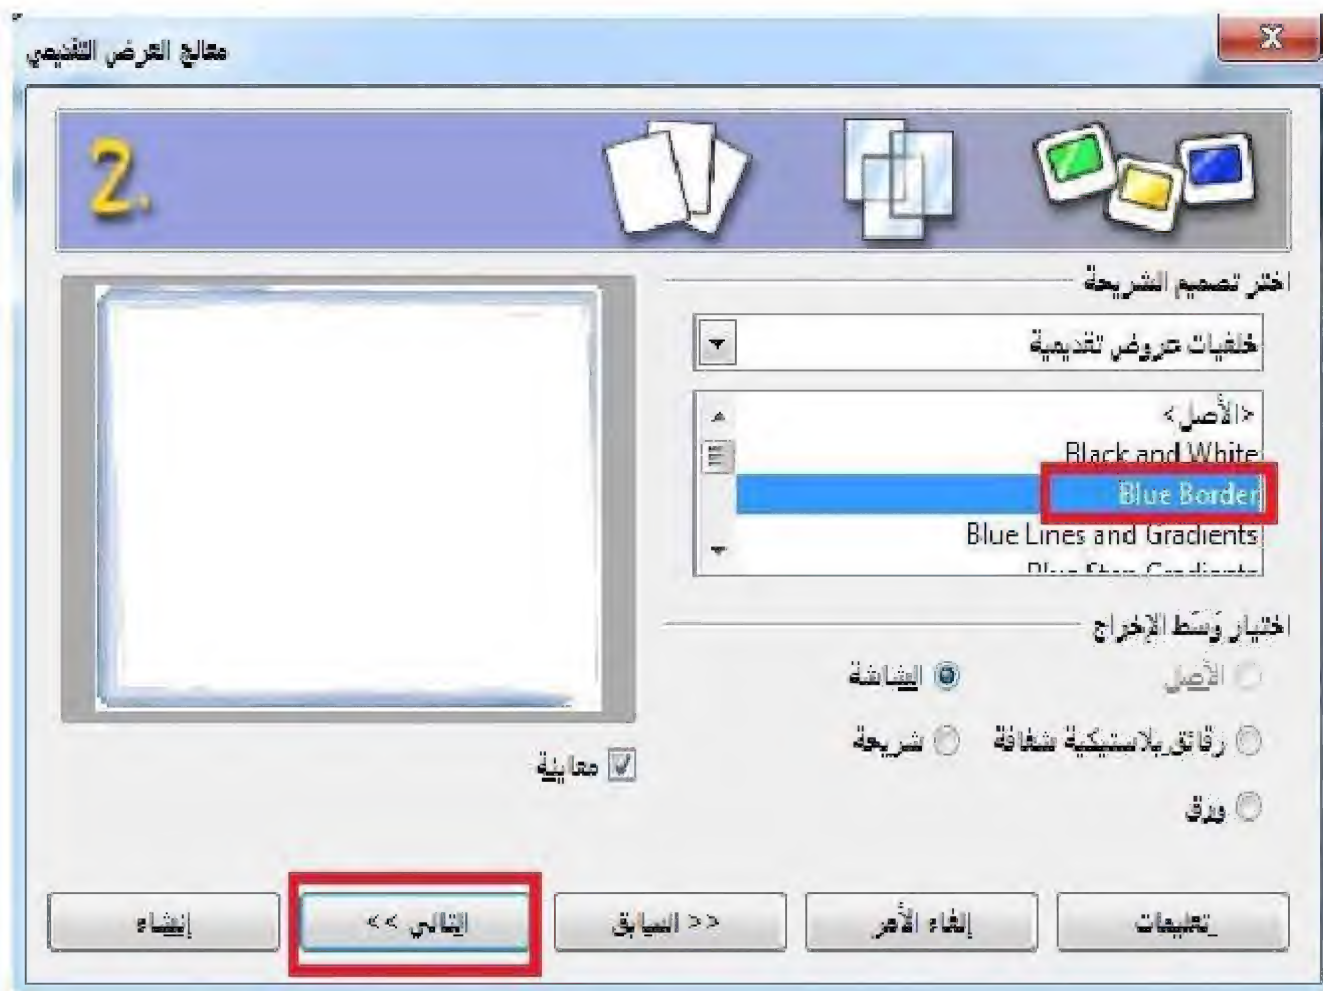 معالج العرض التقديمي
2.
اختر تصميم الشريحة
خلفيات عروض تقديمية
<الأصل>
Black and White
Blue Border
Blue Lines and Gradients
اختيار وَسَط الإخراج
الأصل
الشاشة
رقائق بلاستيكية شفافة
شريحة
ورق
معاينة
تعليمات
إلغاء الأمر
<< السابق
التالي >>
إنشاء